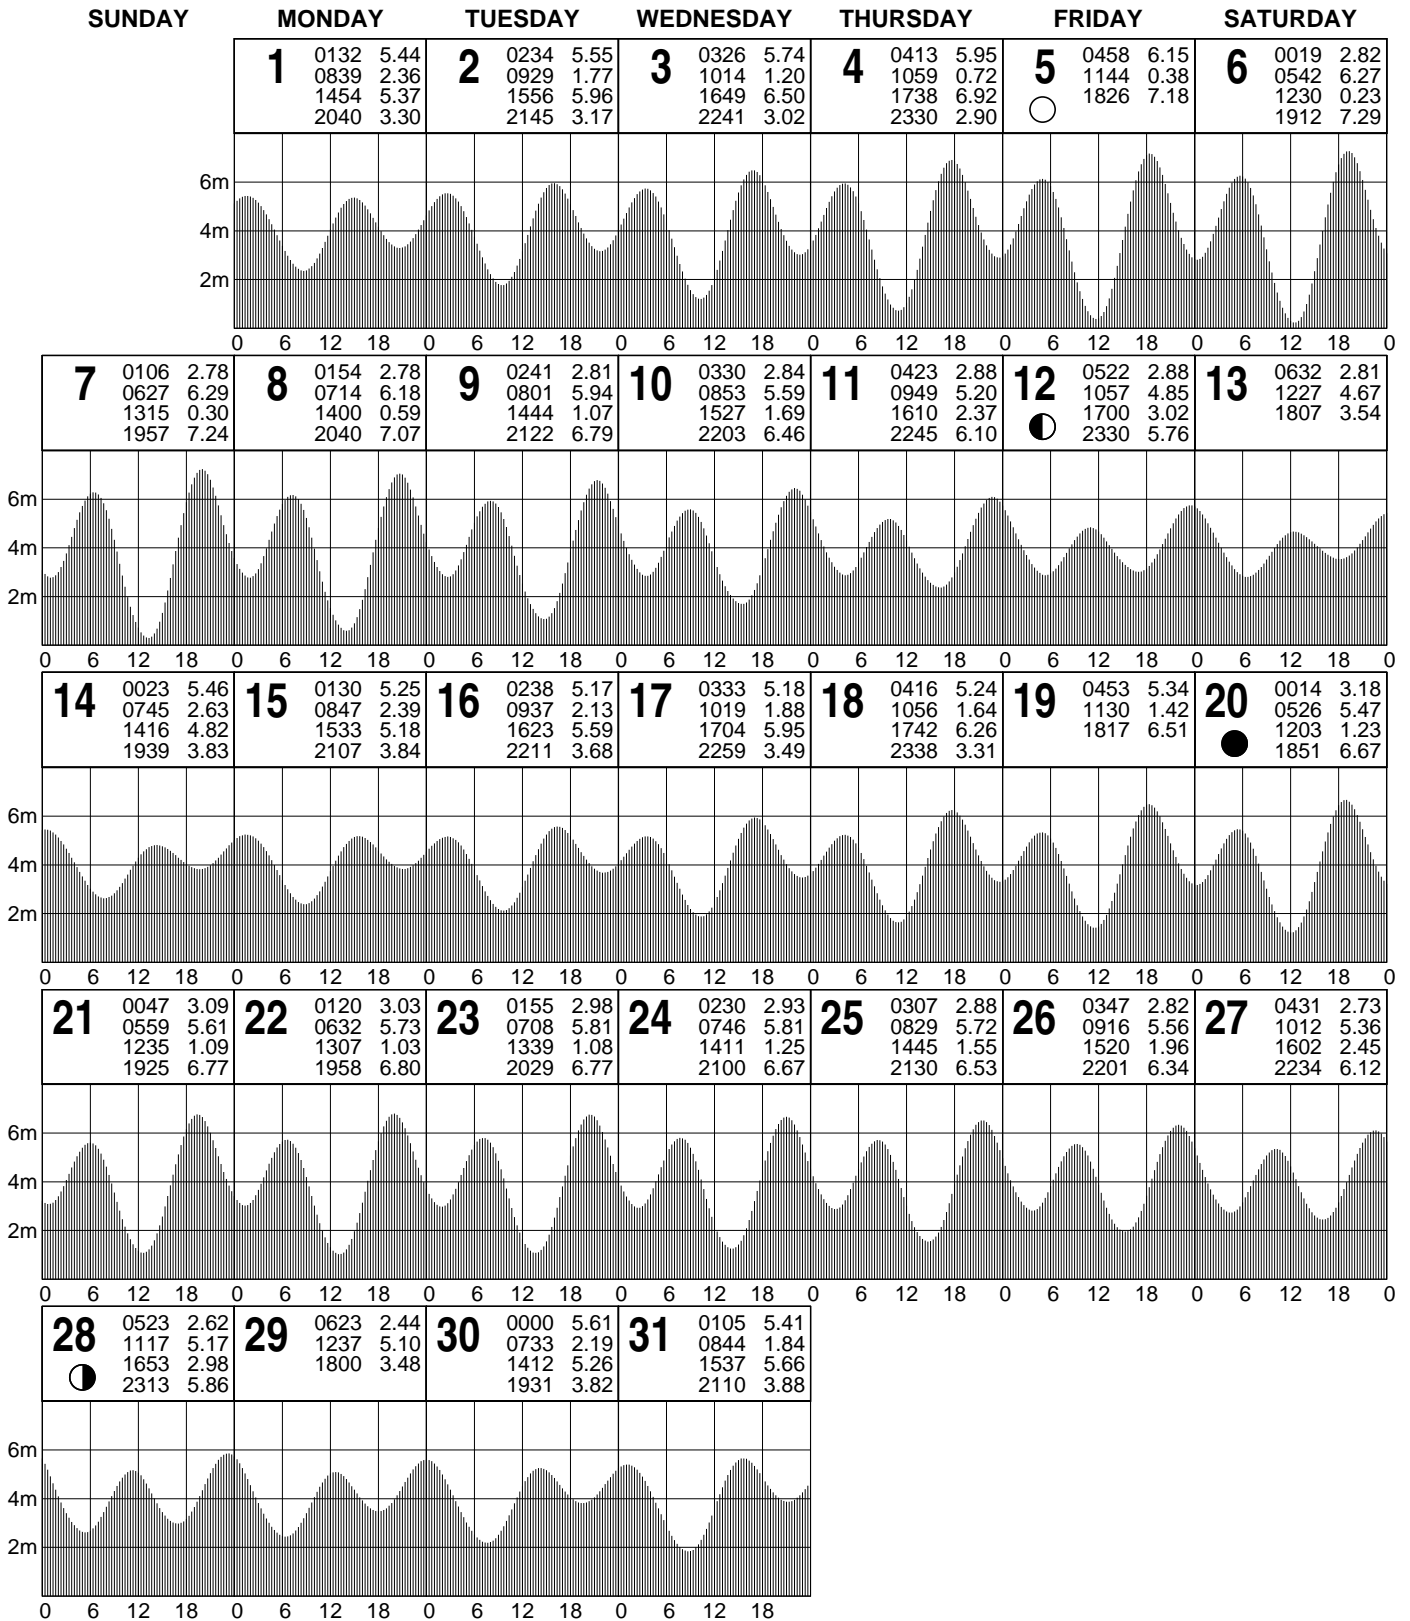 SUNDAY MONDAY TUESDAY WEDNESDAY THURSDAY FRIDAY SATURDAY
1 0132 5.44 2 0234 5.55 3 0326 5.74 4 0413 5.95 5 0458 6.15 6 0019 2.82
0839 2.36 0929 1.77 1014 1.20 1059 0.72 1144 0.38 0542 6.27
1454 5.37 1556 5.96 1649 6.50 1738 6.92 1826 7.18 1230 0.23
2040 3.30 2145 3.17 2241 3.02 2330 2.90 1912 7.29
6m
4m
2m
0 6 12 18 0 6 12 18 0 6 12 18 0 6 12 18 0 6 12 18 0 6 12 18 0
7 0106 2.78 8 0154 2.78 9 0241 2.81 10 0330 2.84 11 0423 2.88 12 0522 2.88 13 0632 2.81
0627 6.29 0714 6.18 0801 5.94 0853 5.59 0949 5.20 1057 4.85 1227 4.67
1315 0.30 1400 0.59 1444 1.07 1527 1.69 1610 2.37 1700 3.02 1807 3.54
1957 7.24 2040 7.07 2122 6.79 2203 6.46 2245 6.10 2330 5.76
6m
4m
2m
0 6 12 18 0 6 12 18 0 6 12 18 0 6 12 18 0 6 12 18 0 6 12 18 0 6 12 18 0
14 0023 5.46 15 0130 5.25 16 0238 5.17 17 0333 5.18 18 0416 5.24 19 0453 5.34 20 0014 3.18
0745 2.63 0847 2.39 0937 2.13 1019 1.88 1056 1.64 1130 1.42 0526 5.47
1416 4.82 1533 5.18 1623 5.59 1704 5.95 1742 6.26 1817 6.51 1203 1.23
1939 3.83 2107 3.84 2211 3.68 2259 3.49 2338 3.31 1851 6.67
6m
4m
2m
0 6 12 18 0 6 12 18 0 6 12 18 0 6 12 18 0 6 12 18 0 6 12 18 0 6 12 18 0
21 0047 3.09 22 0120 3.03 23 0155 2.98 24 0230 2.93 25 0307 2.88 26 0347 2.82 27 0431 2.73
0559 5.61 0632 5.73 0708 5.81 0746 5.81 0829 5.72 0916 5.56 1012 5.36
1235 1.09 1307 1.03 1339 1.08 1411 1.25 1445 1.55 1520 1.96 1602 2.45
1925 6.77 1958 6.80 2029 6.77 2100 6.67 2130 6.53 2201 6.34 2234 6.12
6m
4m
2m
0 6 12 18 0 6 12 18 0 6 12 18 0 6 12 18 0 6 12 18 0 6 12 18 0 6 12 18 0
28 0523 2.62 29 0623 2.44 30 0000 5.61 31 0105 5.41
1117 5.17 1237 5.10 0733 2.19 0844 1.84
1653 2.98 1800 3.48 1412 5.26 1537 5.66
2313 5.86 1931 3.82 2110 3.88
6m
4m
2m
0 6 12 18 0 6 12 18 0 6 12 18 0 6 12 18